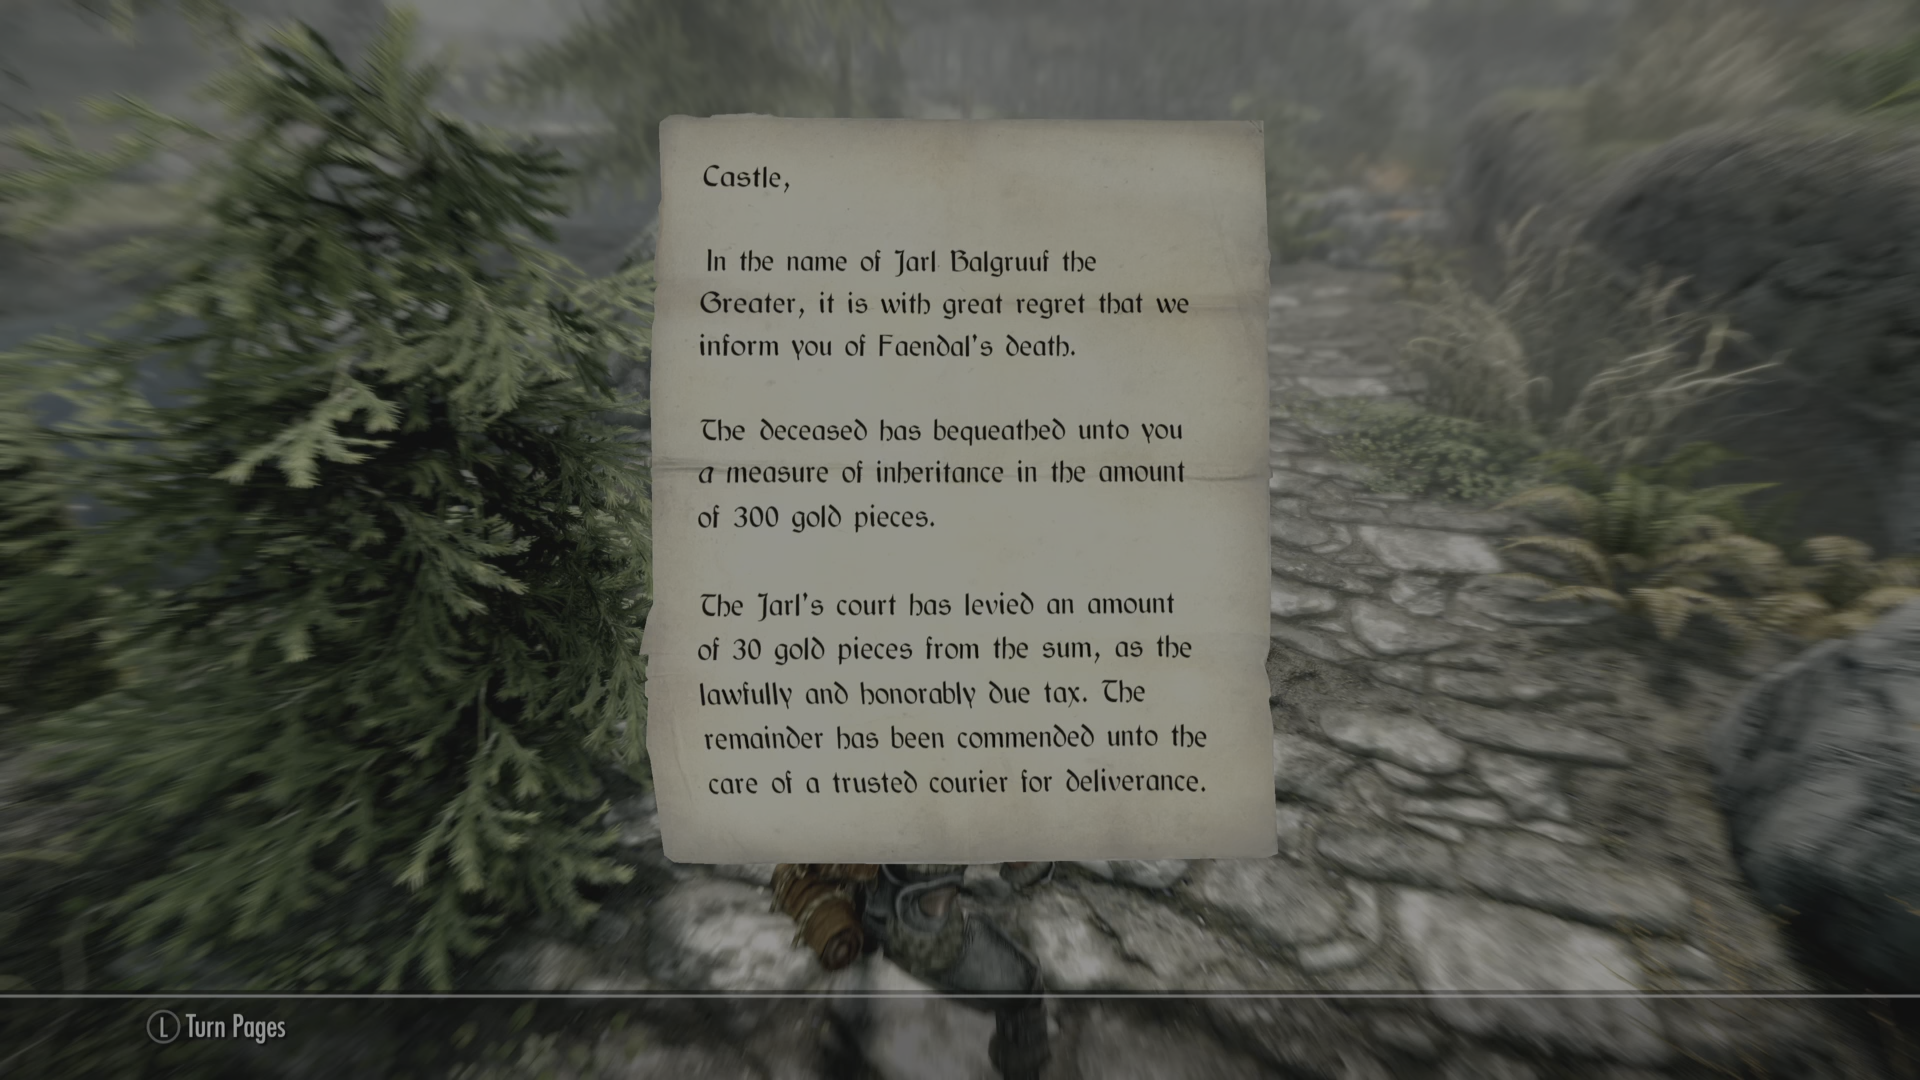 Castle,
In the name of Jarl Balgruuf the
Greater, it is with great regret that we
inform you of Faendal's death.
The deceased has bequeathed unto you
a measure of inheritance in the amount
of 300 gold pieces.
The Jarl's court has levied an amount
of 30 gold pieces from the sum, as the
lawfully and honorably due tax. The
remainder has been commended unto the
care of a trusted courier for deliverance.
L Turn Pages